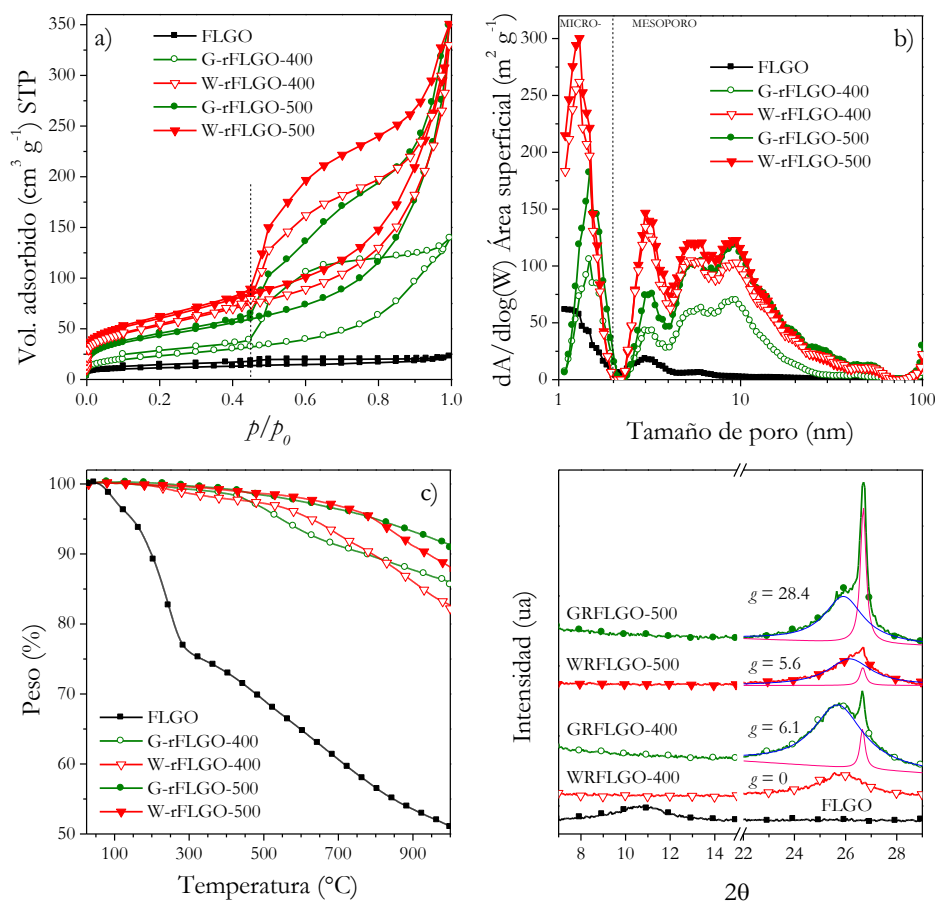 a)
FLGO
G-rFLGO-400
W-rFLGO-400
G-rFLGO-500
W-rFLGO-500
Vol. adsorbido (cm³ g⁻¹) STP
350
300
250
200
150
100
50
0
0.0 0.2 0.4 0.6 0.8 1.0
p/p₀
MICRO- MESOPORO
b)
FLGO
G-rFLGO-400
W-rFLGO-400
G-rFLGO-500
W-rFLGO-500
dA/dlog(W) Área superficial (m² g⁻¹)
300
250
200
150
100
50
0
1 10 100
Tamaño de poro (nm)
c)
Peso (%)
100
90
80
70
60
50
FLGO
G-rFLGO-400
W-rFLGO-400
G-rFLGO-500
W-rFLGO-500
100 300 500 700 900
Temperatura (°C)
Intensidad (ua)
GRFLGO-500
g = 28.4
WRFLGO-500
g = 5.6
GRFLGO-400
g = 6.1
WRFLGO-400
g = 0
FLGO
8 10 12 14 22 24 26 28
2θ